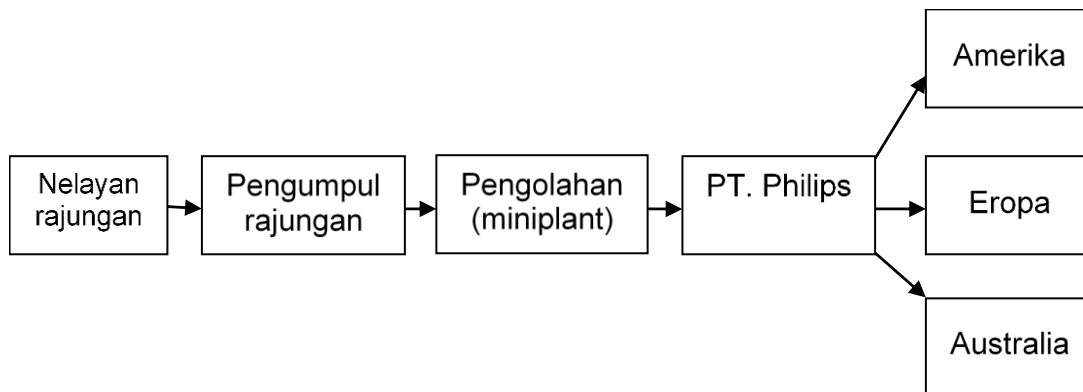 Nelayan
rajungan
Pengumpul
rajungan
Pengolahan
(miniplant)
PT. Philips
Amerika
Eropa
Australia